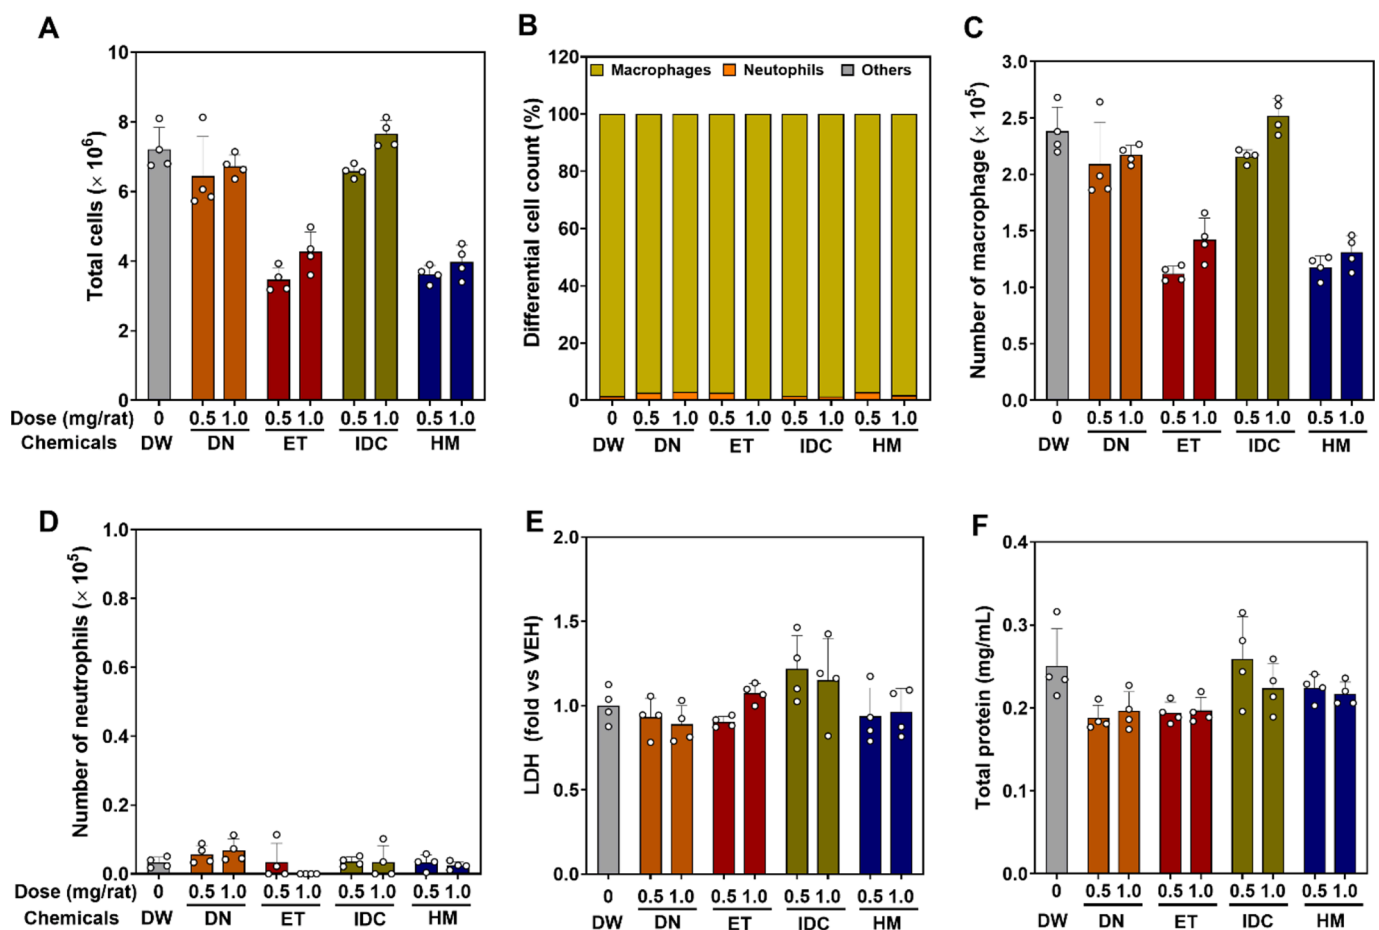 A
Total cells (× 10⁶)
10
8
6
4
2
0
Dose (mg/rat) 0 0.5 1.0 0.5 1.0 0.5 1.0 0.5 1.0
Chemicals DW DN ET IDC HM
B
Differential cell count (%)
Macrophages Neutophils Others
120
100
80
60
40
20
0
0 0.5 1.0 0.5 1.0 0.5 1.0 0.5 1.0
DW DN ET IDC HM
C
Number of macrophage (× 10⁵)
3.0
2.5
2.0
1.5
1.0
0.5
0.0
0 0.5 1.0 0.5 1.0 0.5 1.0 0.5 1.0
DW DN ET IDC HM
D
Number of neutrophils (× 10⁵)
1.0
0.8
0.6
0.4
0.2
0.0
Dose (mg/rat) 0 0.5 1.0 0.5 1.0 0.5 1.0 0.5 1.0
Chemicals DW DN ET IDC HM
E
LDH (fold vs VEH)
2.0
1.5
1.0
0.5
0.0
0 0.5 1.0 0.5 1.0 0.5 1.0 0.5 1.0
DW DN ET IDC HM
F
Total protein (mg/mL)
0.4
0.3
0.2
0.1
0.0
0 0.5 1.0 0.5 1.0 0.5 1.0 0.5 1.0
DW DN ET IDC HM